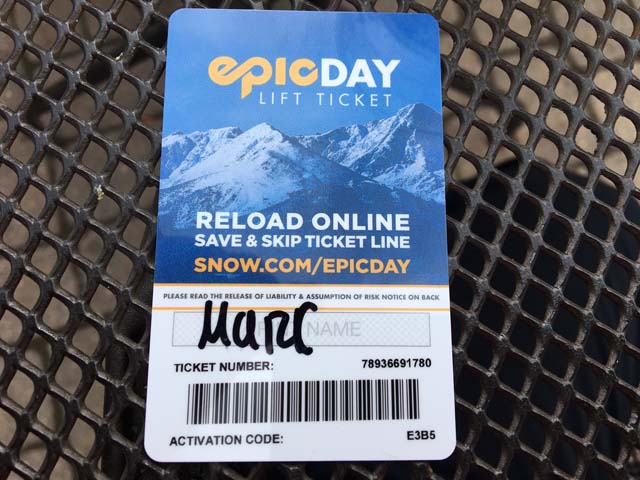 epicDAY
LIFT TICKET
RELOAD ONLINE
SAVE & SKIP TICKET LINE
SNOW.COM/EPICDAY
PLEASE READ THE RELEASE OF LIABILITY & ASSUMPTION OF RISK NOTICE ON BACK
Marc NAME
TICKET NUMBER: 78936691780
ACTIVATION CODE: E3B5